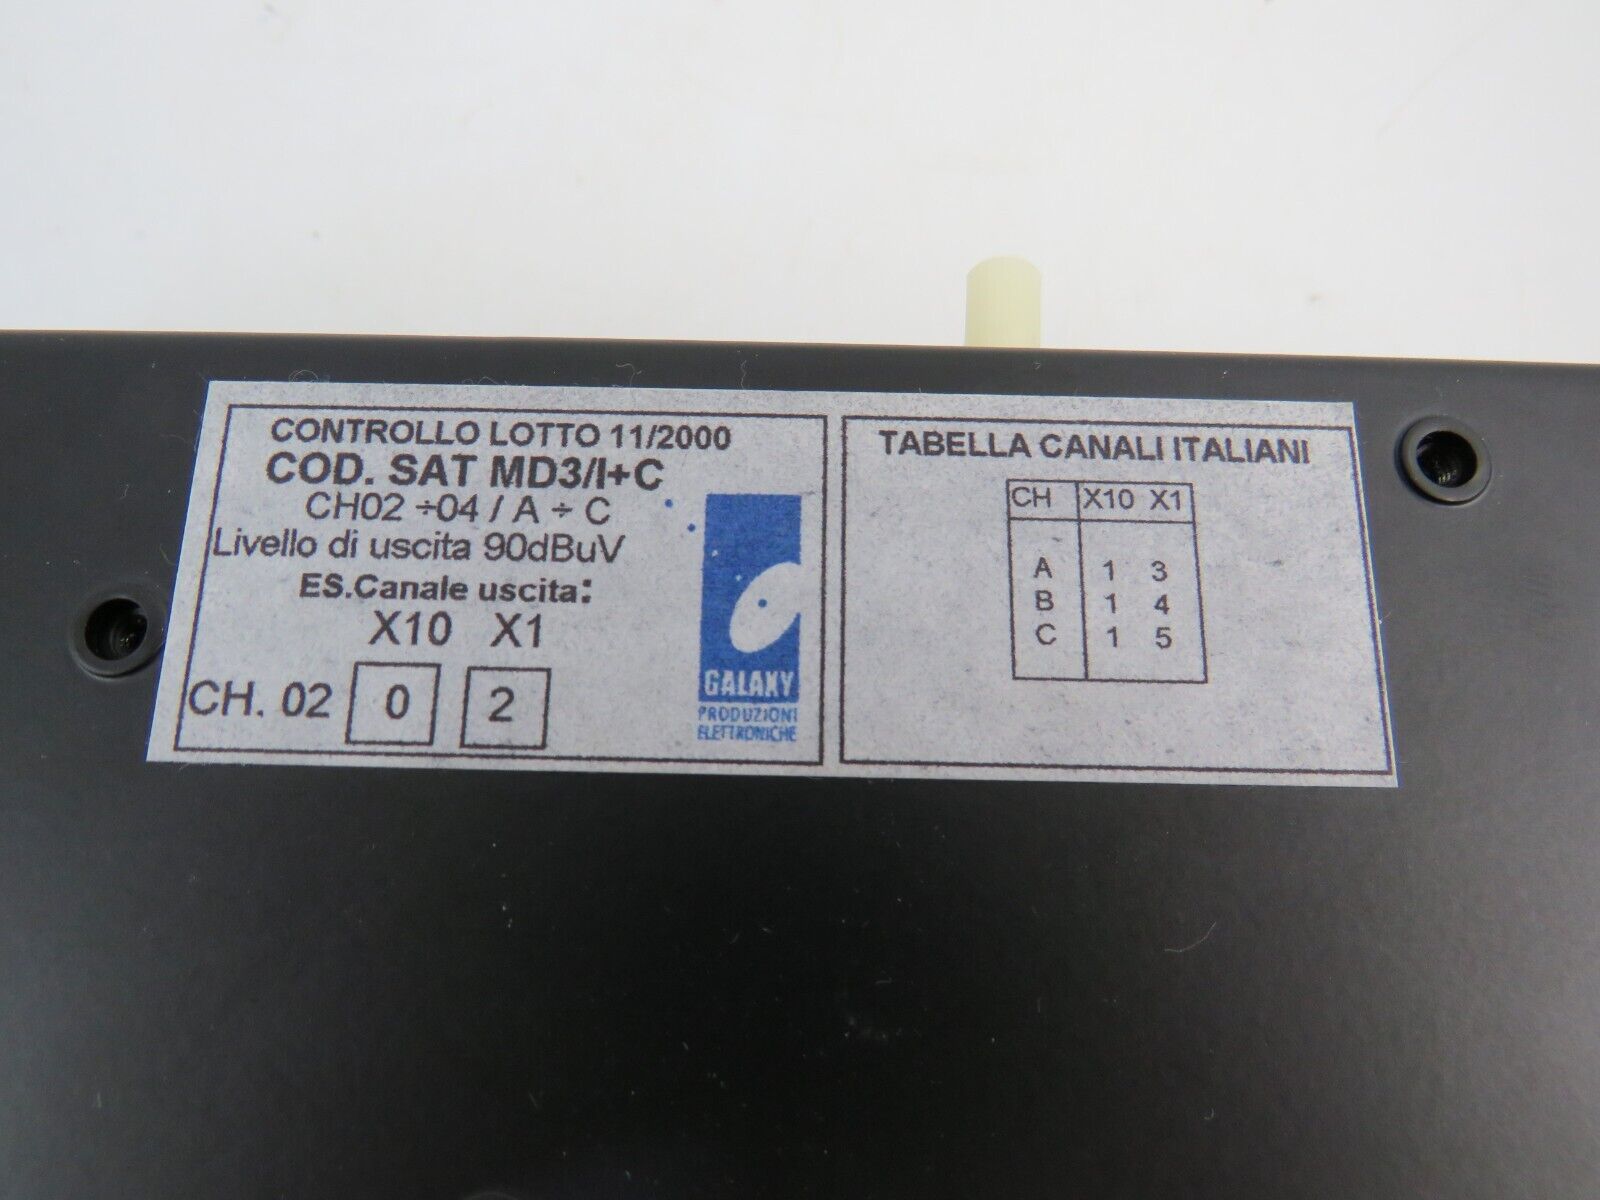 CONTROLLO LOTTO 11/2000
COD. SAT MD3/I+C
CH02 ÷04 / A ÷ C
Livello di uscita 90dBuV
ES.Canale uscita:
X10 X1
CH. 02 0 2
GALAXY
PRODUZIONI
ELETTRONICHE
TABELLA CANALI ITALIANI
CH X10 X1
A 1 3
B 1 4
C 1 5